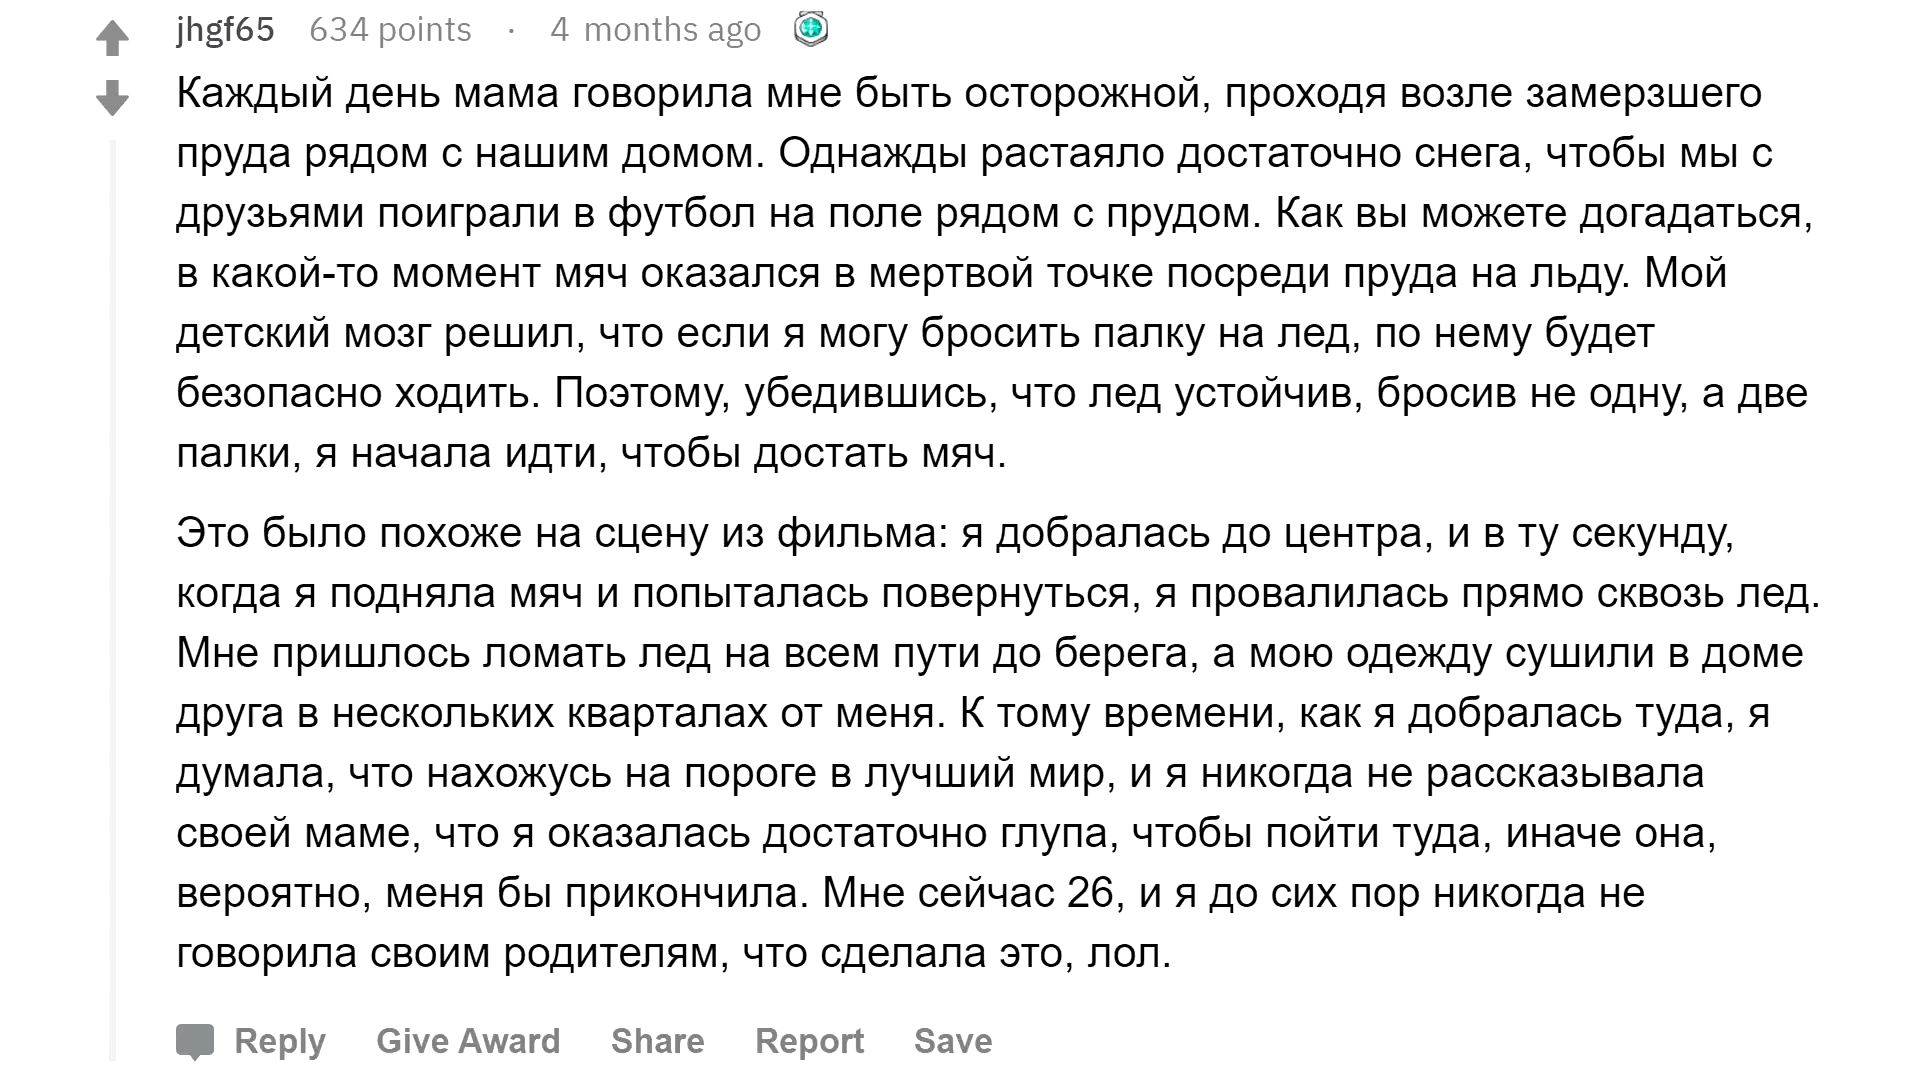 jhgf65 634 points · 4 months ago
Каждый день мама говорила мне быть осторожной, проходя возле замерзшего
пруда рядом с нашим домом. Однажды растаяло достаточно снега, чтобы мы с
друзьями поиграли в футбол на поле рядом с прудом. Как вы можете догадаться,
в какой-то момент мяч оказался в мертвой точке посреди пруда на льду. Мой
детский мозг решил, что если я могу бросить палку на лед, по нему будет
безопасно ходить. Поэтому, убедившись, что лед устойчив, бросив не одну, а две
палки, я начала идти, чтобы достать мяч.
Это было похоже на сцену из фильма: я добралась до центра, и в ту секунду,
когда я подняла мяч и попыталась повернуться, я провалилась прямо сквозь лед.
Мне пришлось ломать лед на всем пути до берега, а мою одежду сушили в доме
друга в нескольких кварталах от меня. К тому времени, как я добралась туда, я
думала, что нахожусь на пороге в лучший мир, и я никогда не рассказывала
своей маме, что я оказалась достаточно глупа, чтобы пойти туда, иначе она,
вероятно, меня бы прикончила. Мне сейчас 26, и я до сих пор никогда не
говорила своим родителям, что сделала это, лол.
Reply Give Award Share Report Save